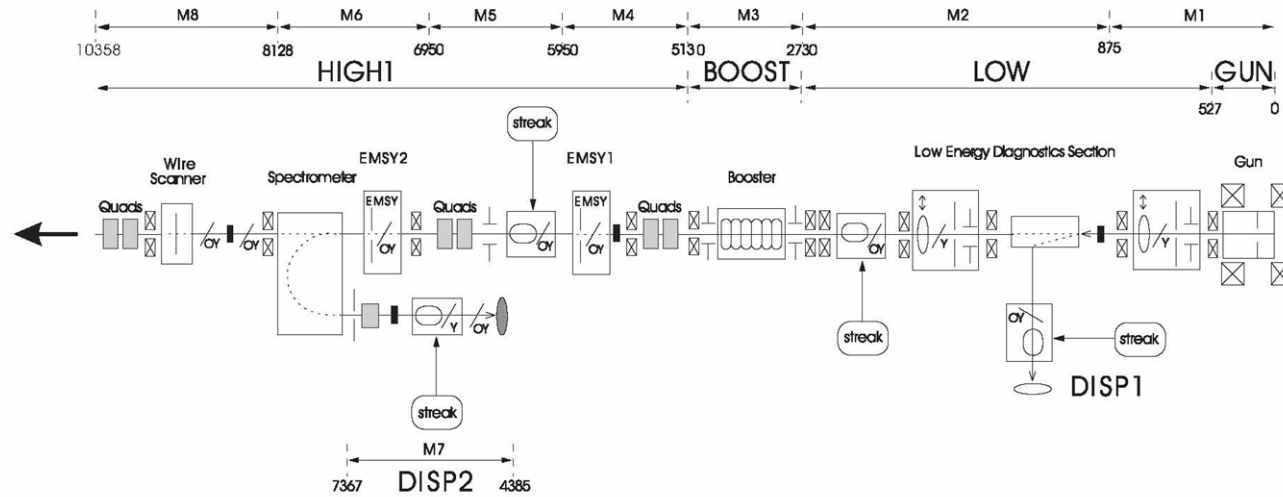 M8 M6 M5 M4 M3 M2 M1
10358 8128 6950 5950 5130 2730 875
HIGH1 BOOST LOW GUN
527 0
streak
Wire
Scanner
Spectrometer
EMSY2
EMSY1
Booster
Low Energy Diagnostics Section
Gun
Quads
EMSY
Quads
EMSY
Quads
OY OY OY OY OY OY Y Y
Y OY
OY
streak
streak
streak
DISP1
M7
7367 DISP2 4385